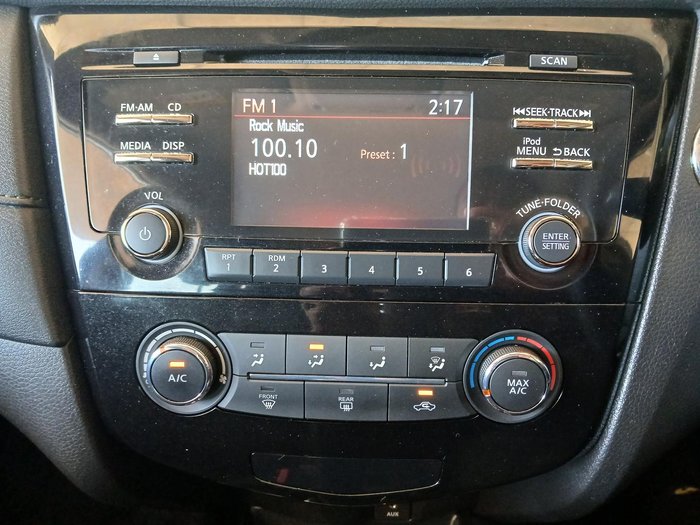 SCAN
FM·AM CD
MEDIA DISP
VOL
FM 1 2:17
Rock Music
100.10 Preset : 1
HOT100
SEEK·TRACK
iPod
MENU BACK
TUNE·FOLDER
ENTER
SETTING
RPT RDM
1 2 3 4 5 6
A/C
FRONT REAR
MAX
A/C
AUX